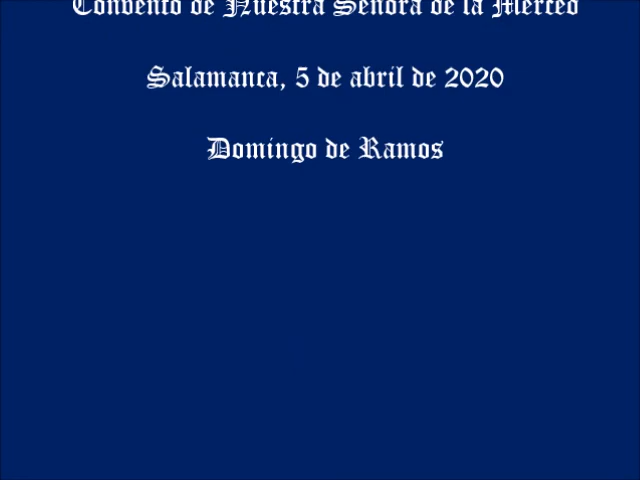 Convento de Nuestra Señora de la Merced
Salamanca, 5 de abril de 2020
Domingo de Ramos